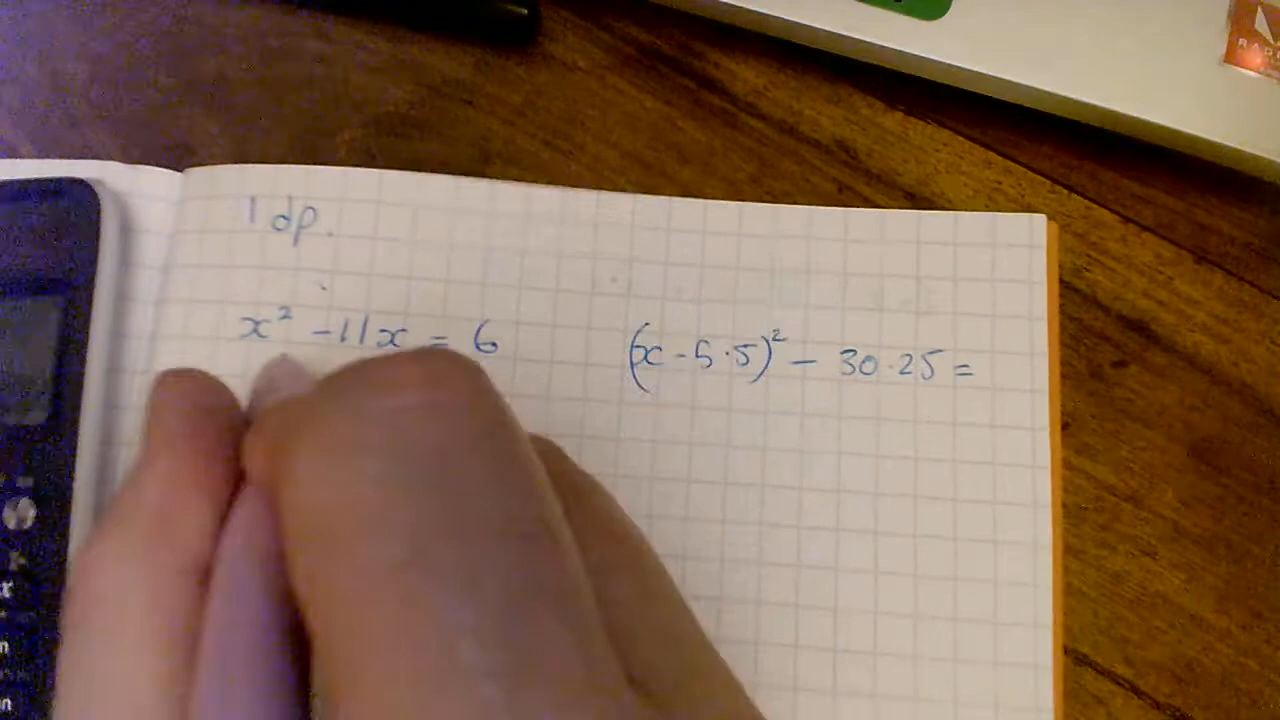 1 dp.
x² - 11x = 6
(x - 5·5)² - 30·25 =